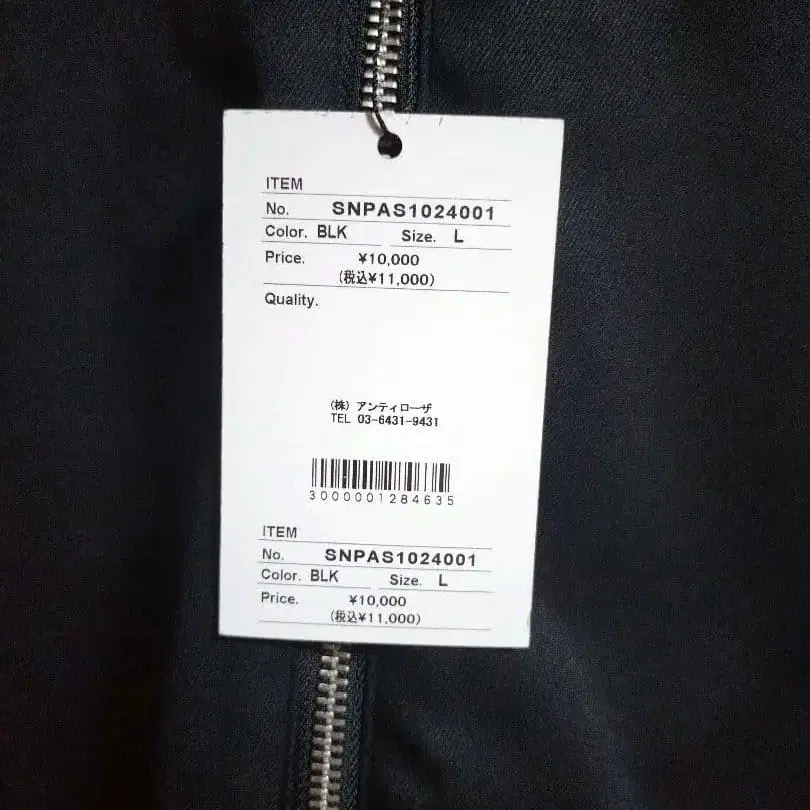 ITEM
No. SNPAS1024001
Color. BLK Size. L
Price. ¥10,000
(税込¥11,000)
Quality.
(株) アンティローザ
TEL 03-6431-9431
3000001284635
ITEM
No. SNPAS1024001
Color. BLK Size. L
Price. ¥10,000
(税込¥11,000)